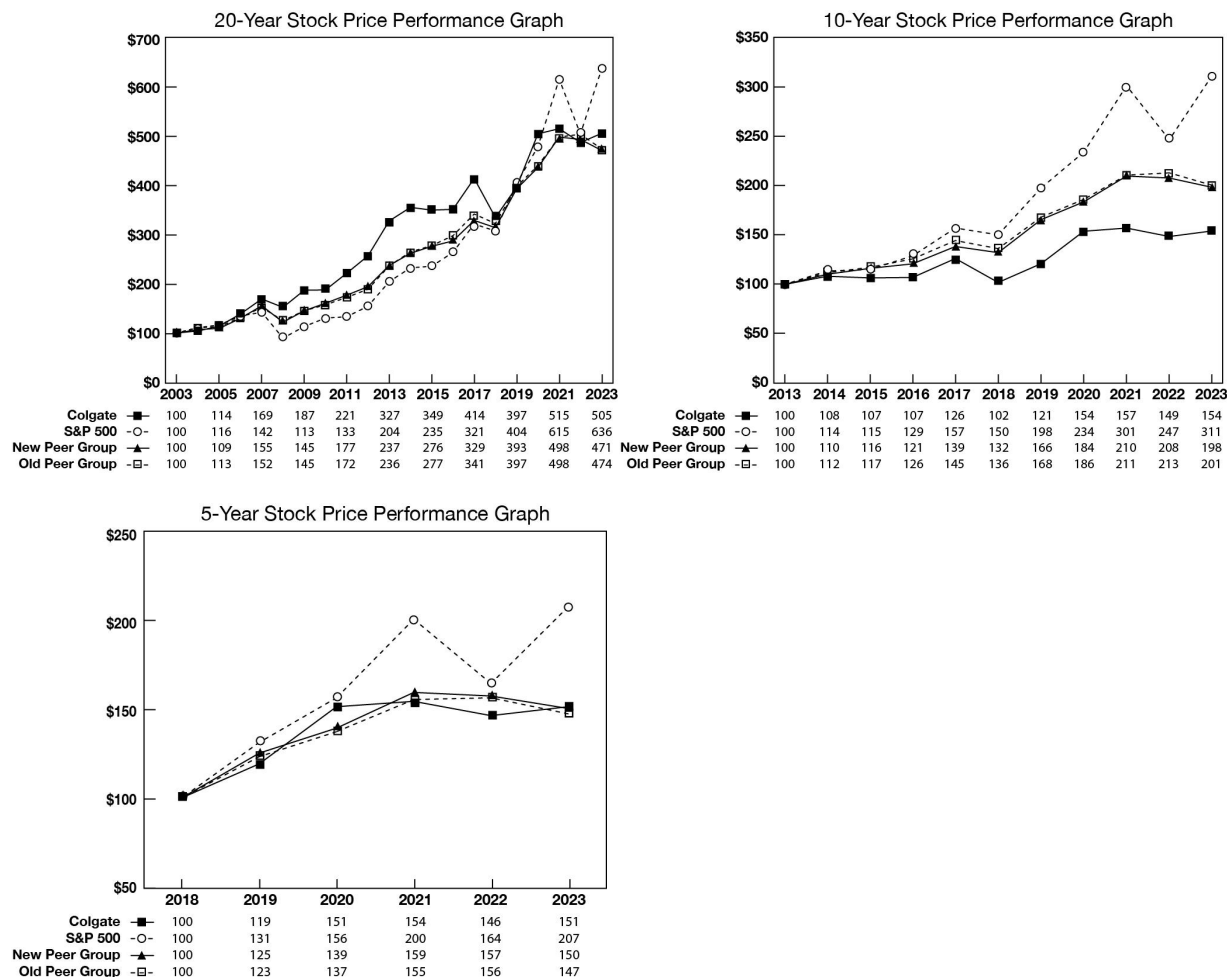 20-Year Stock Price Performance Graph
$700
$600
$500
$400
$300
$200
$100
$0
2003 2005 2007 2009 2011 2013 2015 2017 2019 2021 2023
Colgate 100 114 169 187 221 327 349 414 397 515 505
S&P 500 100 116 142 113 133 204 235 321 404 615 636
New Peer Group 100 109 155 145 177 237 276 329 393 498 471
Old Peer Group 100 113 152 145 172 236 277 341 397 498 474
10-Year Stock Price Performance Graph
$350
$300
$250
$200
$150
$100
$50
$0
2013 2014 2015 2016 2017 2018 2019 2020 2021 2022 2023
Colgate 100 108 107 107 126 102 121 154 157 149 154
S&P 500 100 114 115 129 157 150 198 234 301 247 311
New Peer Group 100 110 116 121 139 132 166 184 210 208 198
Old Peer Group 100 112 117 126 145 136 168 186 211 213 201
5-Year Stock Price Performance Graph
$250
$200
$150
$100
$50
2018 2019 2020 2021 2022 2023
Colgate 100 119 151 154 146 151
S&P 500 100 131 156 200 164 207
New Peer Group 100 125 139 159 157 150
Old Peer Group 100 123 137 155 156 147